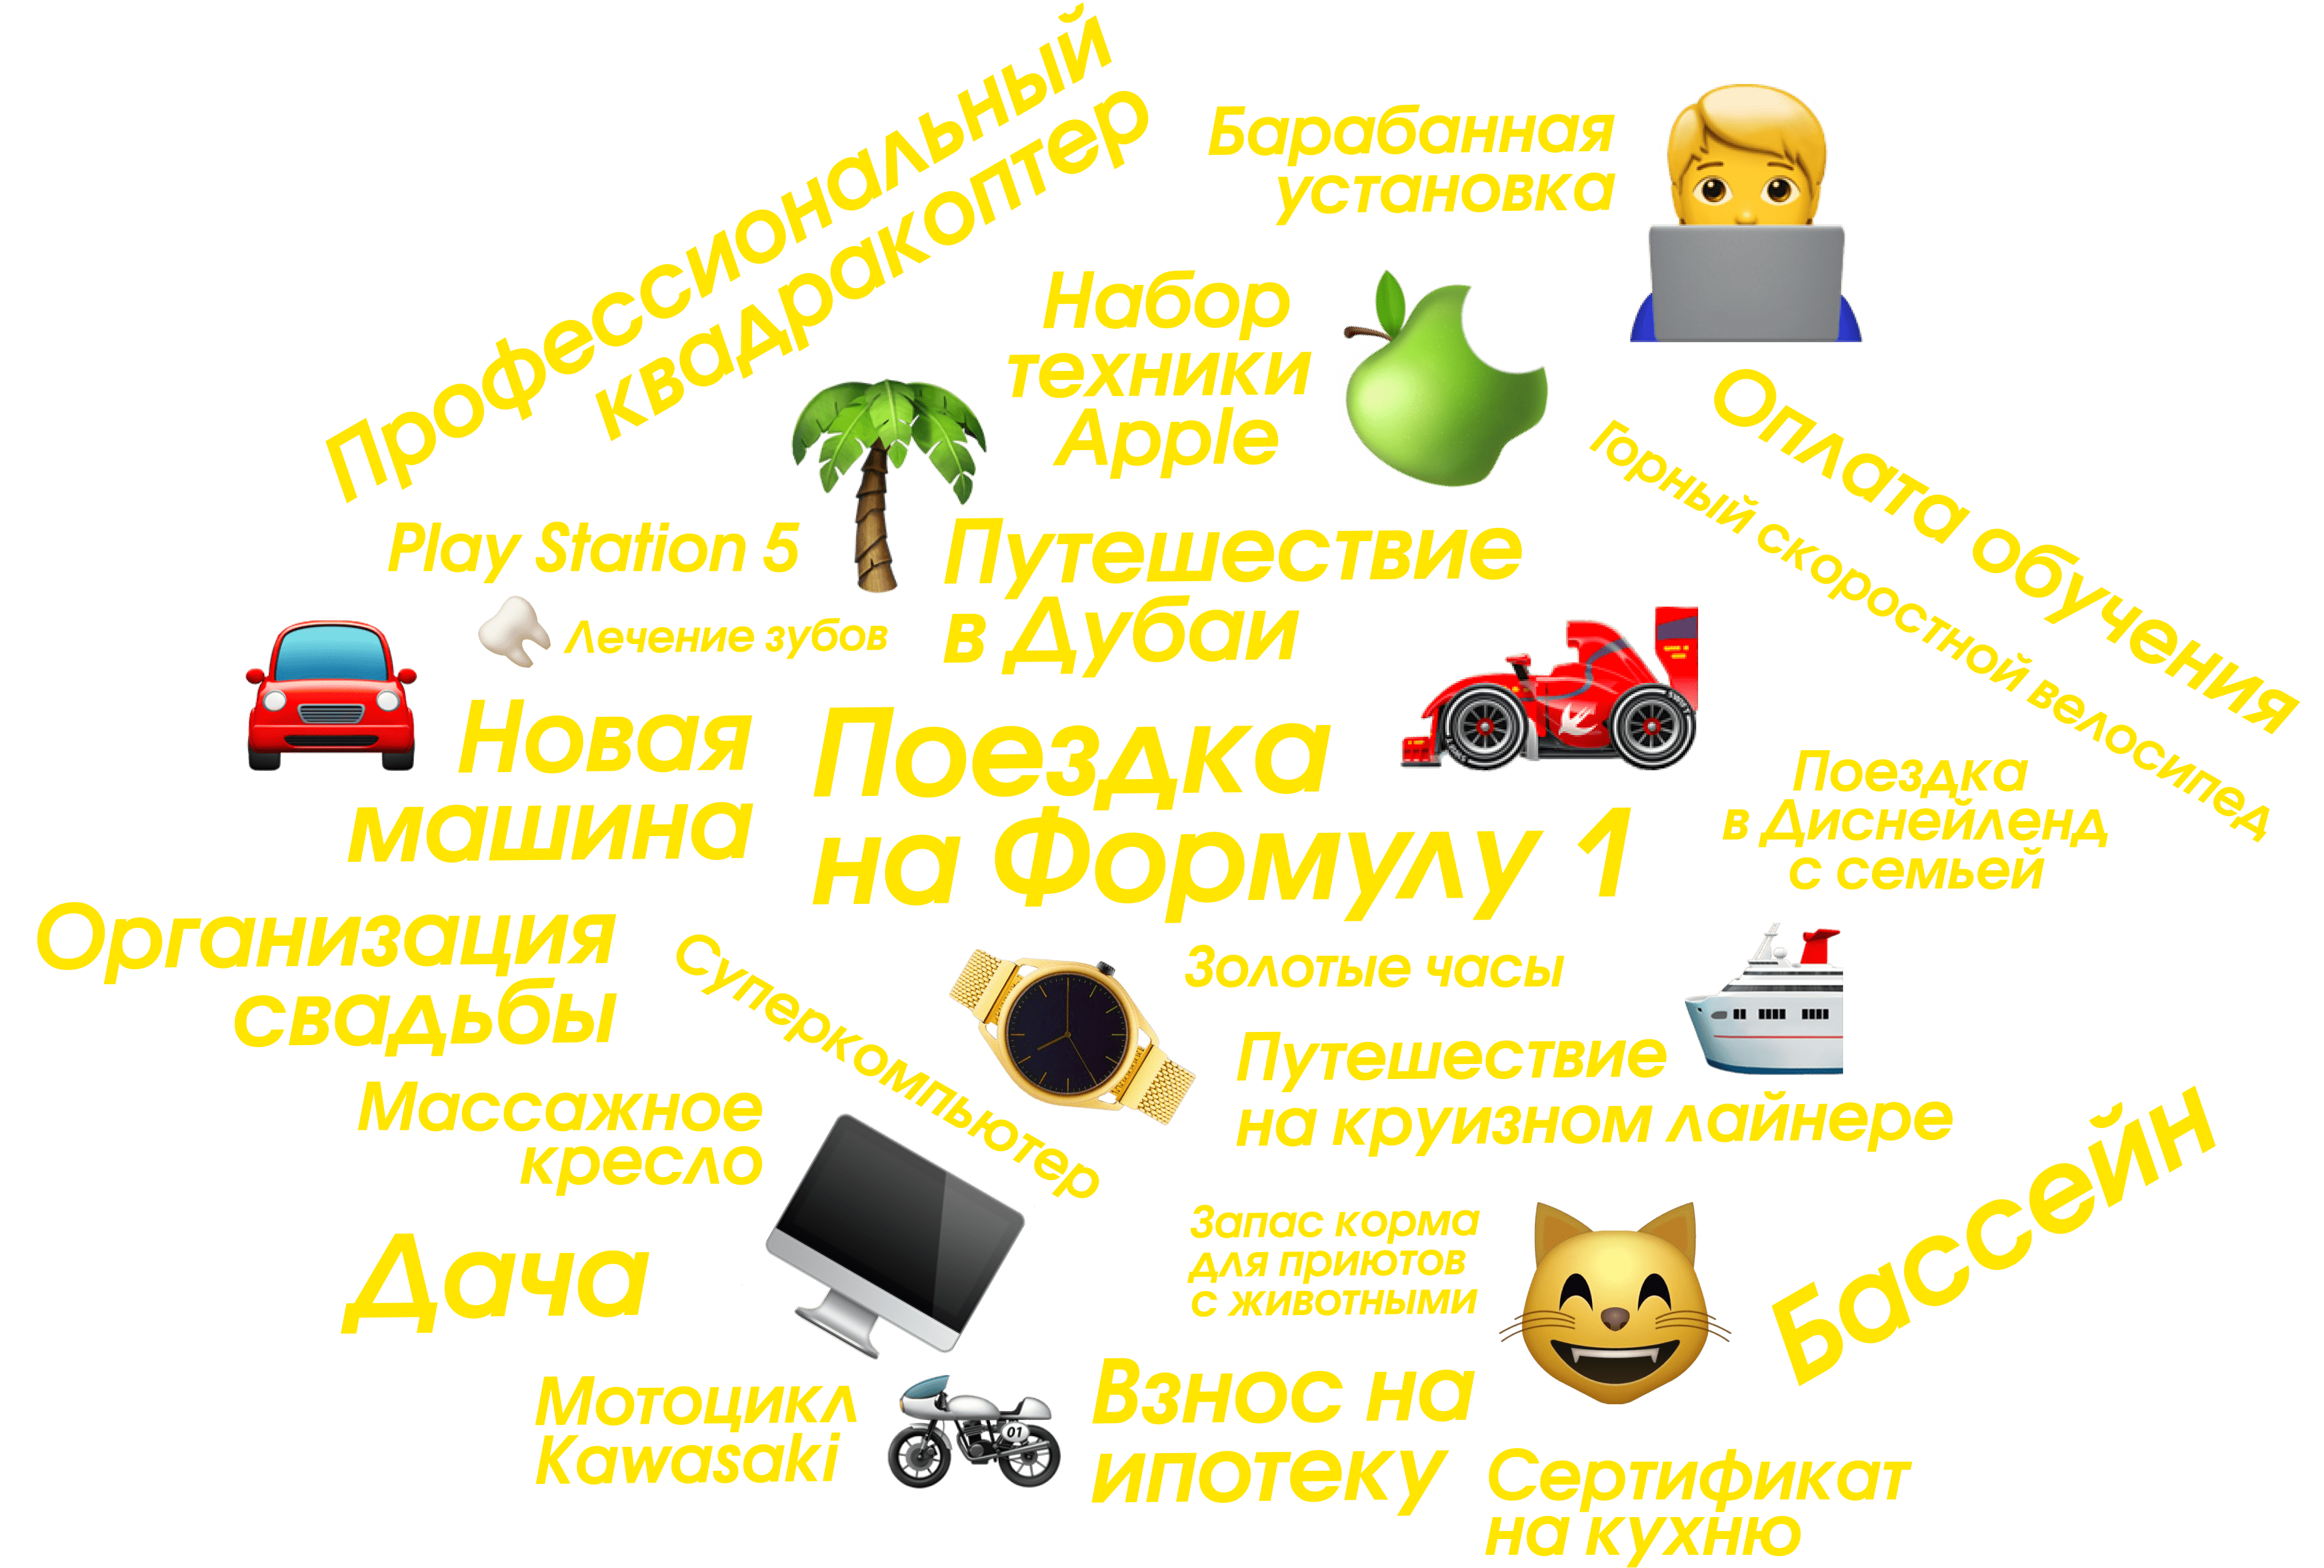 Профессиональный
квадракоптер
Барабанная
установка
Набор
техники
Apple
Оплата обучения
Горный скоростной велосипед
Play Station 5
Путешествие
в Дубаи
Лечение зубов
Новая
машина
Поездка
на Формулу 1
Поездка
в Диснейленд
с семьей
Организация
свадьбы
Суперкомпьютер
Золотые часы
Путешествие
на круизном лайнере
Массажное
кресло
Бассейн
Дача
Запас корма
для приютов
с животными
Мотоцикл
Kawasaki
01
Взнос на
ипотеку
Сертификат
на кухню